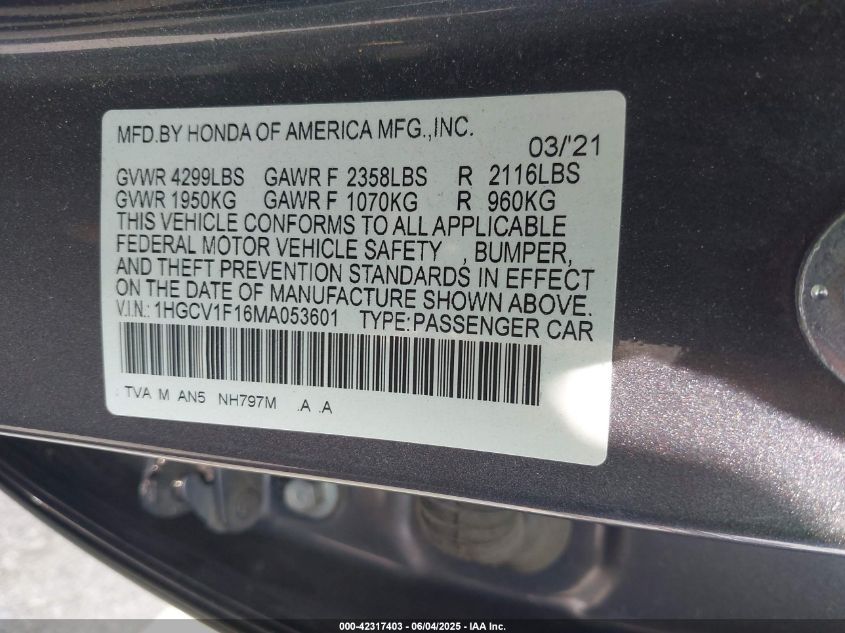 MFD.BY HONDA OF AMERICA MFG.,INC.
03/'21
GVWR 4299LBS GAWR F 2358LBS R 2116LBS
GVWR 1950KG GAWR F 1070KG R 960KG
THIS VEHICLE CONFORMS TO ALL APPLICABLE
FEDERAL MOTOR VEHICLE SAFETY , BUMPER,
AND THEFT PREVENTION STANDARDS IN EFFECT
ON THE DATE OF MANUFACTURE SHOWN ABOVE.
V.I.N.: 1HGCV1F16MA053601 TYPE:PASSENGER CAR
TVA M AN5 NH797M .A .A
000-42317403 - 06/04/2025 - IAA Inc.